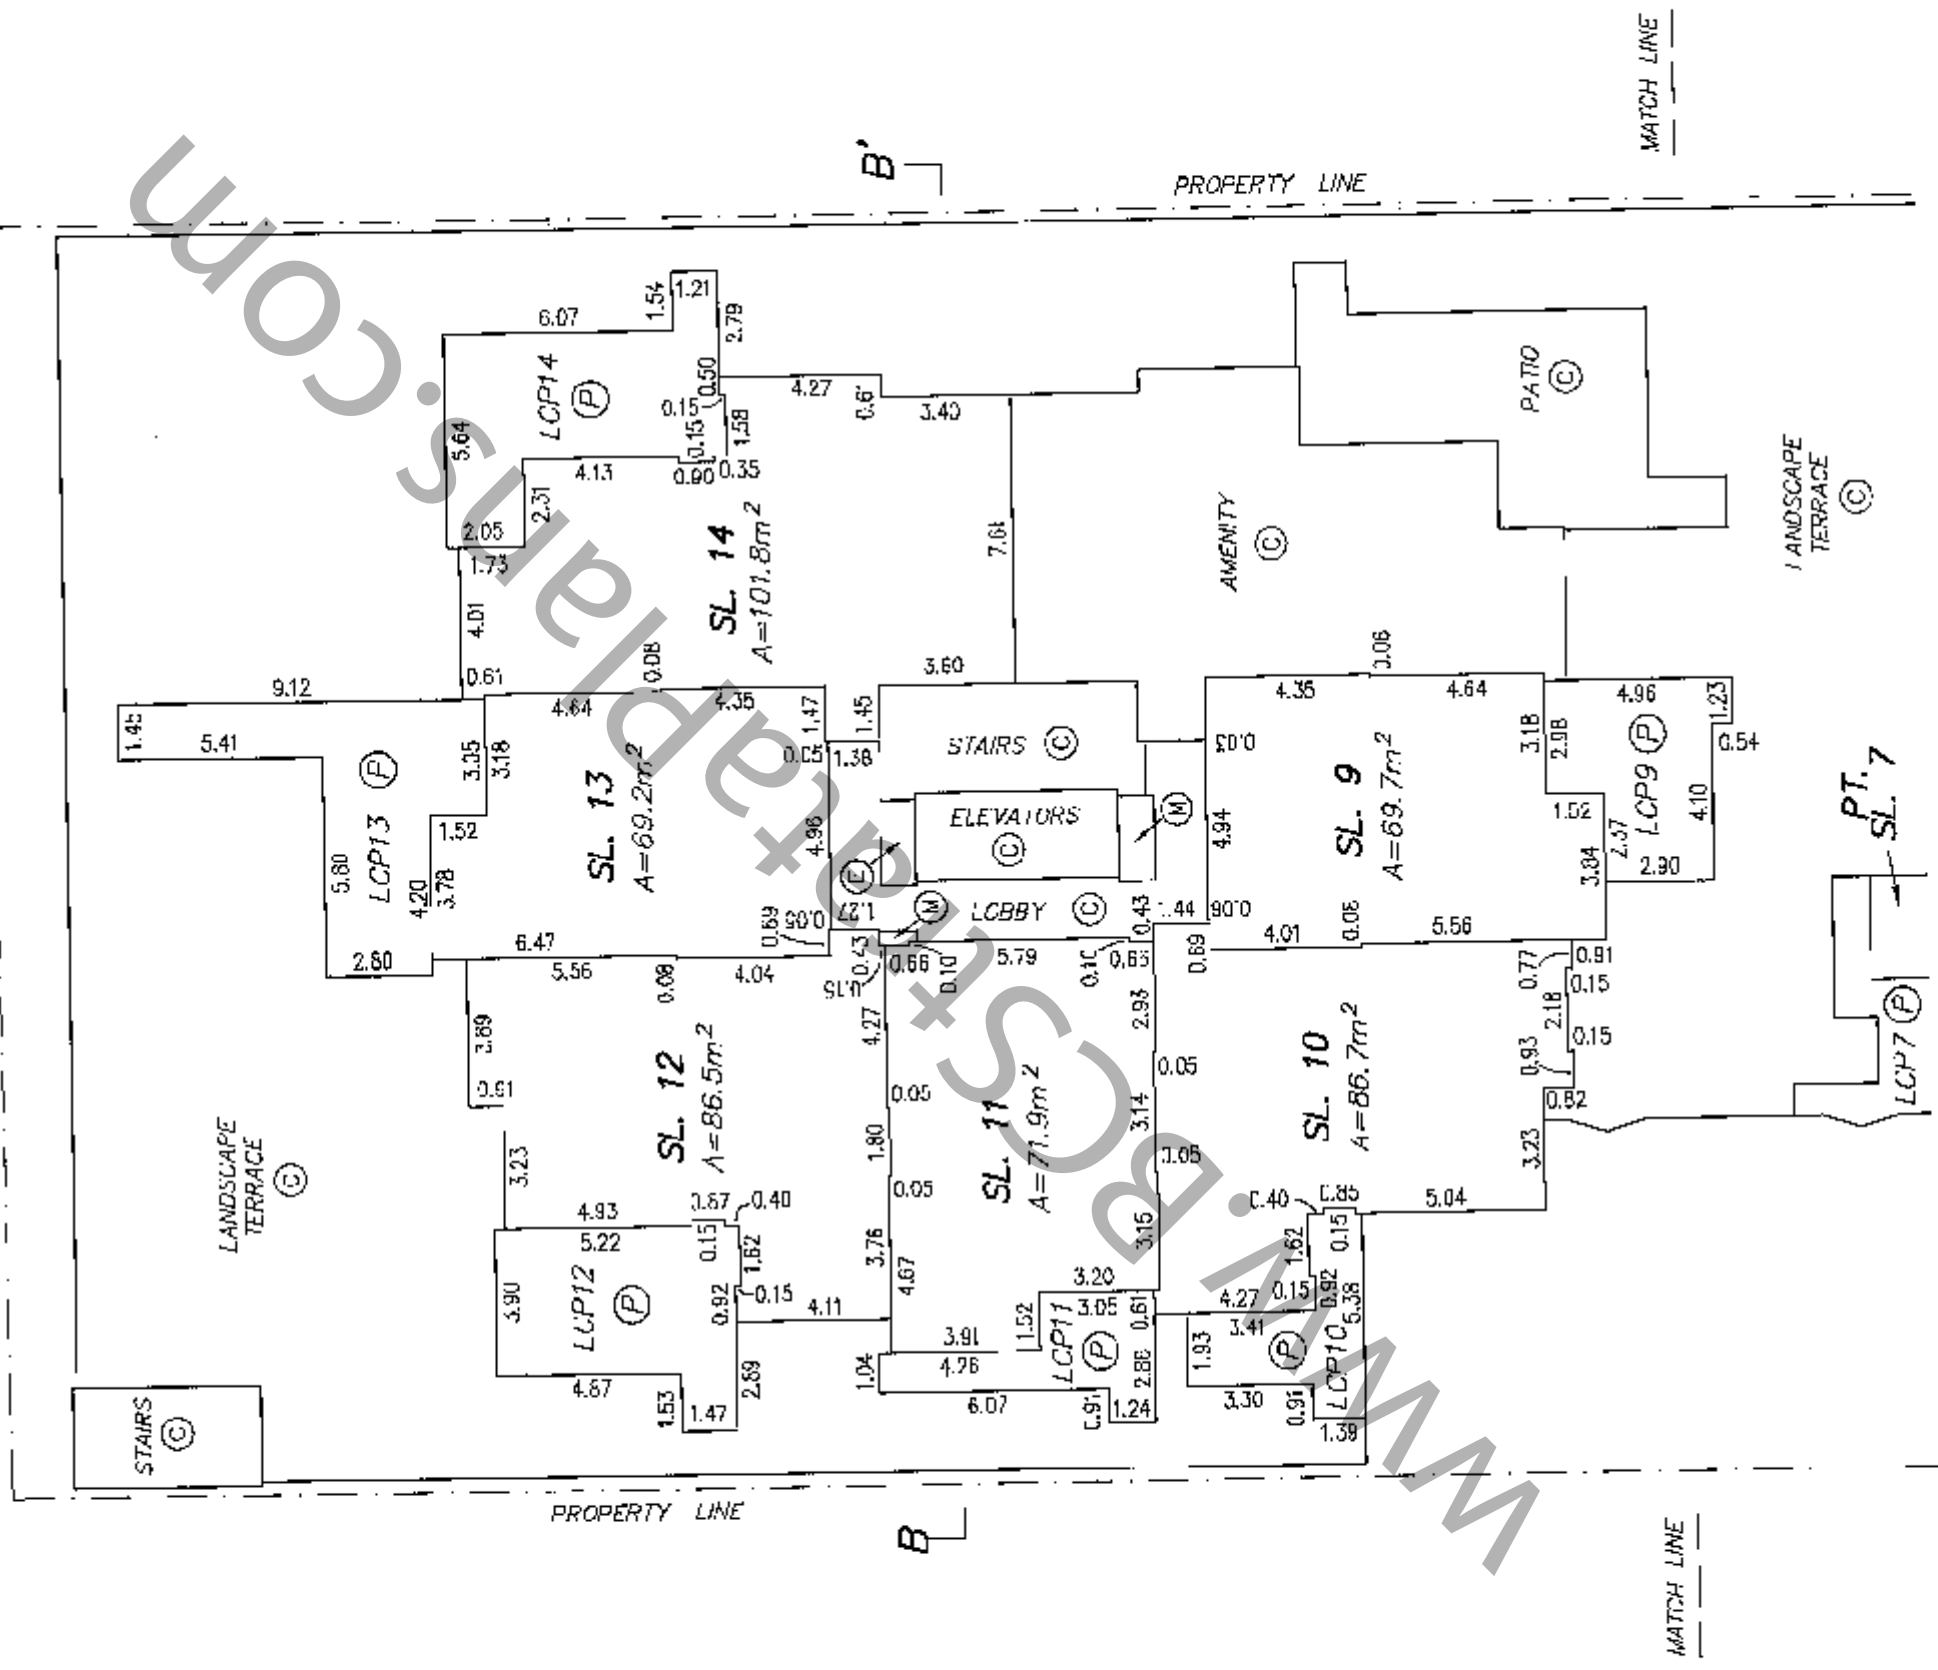 MATCH LINE
B'
PROPERTY LINE
1.54
1.21
6.07
2.79
LCP14
P
0.50
4.27
0.61
3.40
0.15
0.15
1.58
5.64
4.13
0.90
0.35
2.31
2.05
1.73
4.01
SL. 14
A=101.8m²
7.61
PATIO
C
AMENITY
C
LANDSCAPE
TERRACE
C
0.61
0.08
3.60
0.06
9.12
4.64
4.35
1.47
1.45
4.35
4.64
4.96
1.23
1.45
5.41
LCP13
P
3.05
3.18
0.05
1.38
STAIRS
C
0.03
3.18
2.98
LCP9
P
0.54
SL. 13
A=69.2m²
4.96
ELEVATORS
C
M
4.94
SL. 9
A=69.7m²
1.52
2.57
4.10
PT.
SL. 7
5.80
1.52
4.20
3.78
E
1.27
M
LOBBY
C
0.43
1.44
0.06
3.84
2.90
2.80
6.47
5.56
0.08
4.04
0.69
0.05
0.43
0.15
0.66
0.10
5.79
0.10
0.69
4.01
0.08
5.56
0.77
0.91
0.15
2.18
0.15
0.93
0.82
LCP7
P
3.69
0.91
3.23
SL. 12
A=86.5m²
4.27
0.05
1.80
0.05
3.76
4.67
SL. 11
A=71.9m²
2.93
0.05
3.14
0.05
3.15
SL. 10
A=86.7m²
3.23
5.04
LANDSCAPE
TERRACE
C
4.93
5.22
0.40
0.15
1.62
0.15
0.92
3.90
LCP12
P
4.11
4.87
1.53
1.47
2.69
3.20
3.05
0.61
1.52
LCP11
P
3.91
4.76
1.04
6.07
2.86
0.91
1.24
0.40
0.85
0.15
1.62
0.15
0.92
4.27
3.41
5.38
1.93
P
LCP10
3.30
0.91
1.39
STAIRS
C
PROPERTY LINE
B
MATCH LINE
www.BCStrataplans.com